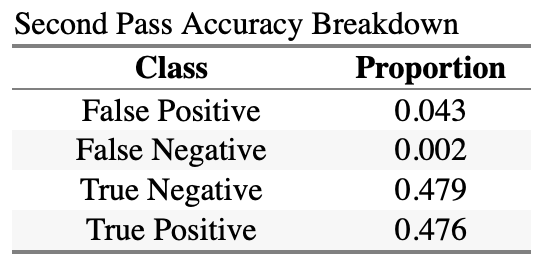 Second Pass Accuracy Breakdown
Class Proportion
False Positive 0.043
False Negative 0.002
True Negative 0.479
True Positive 0.476